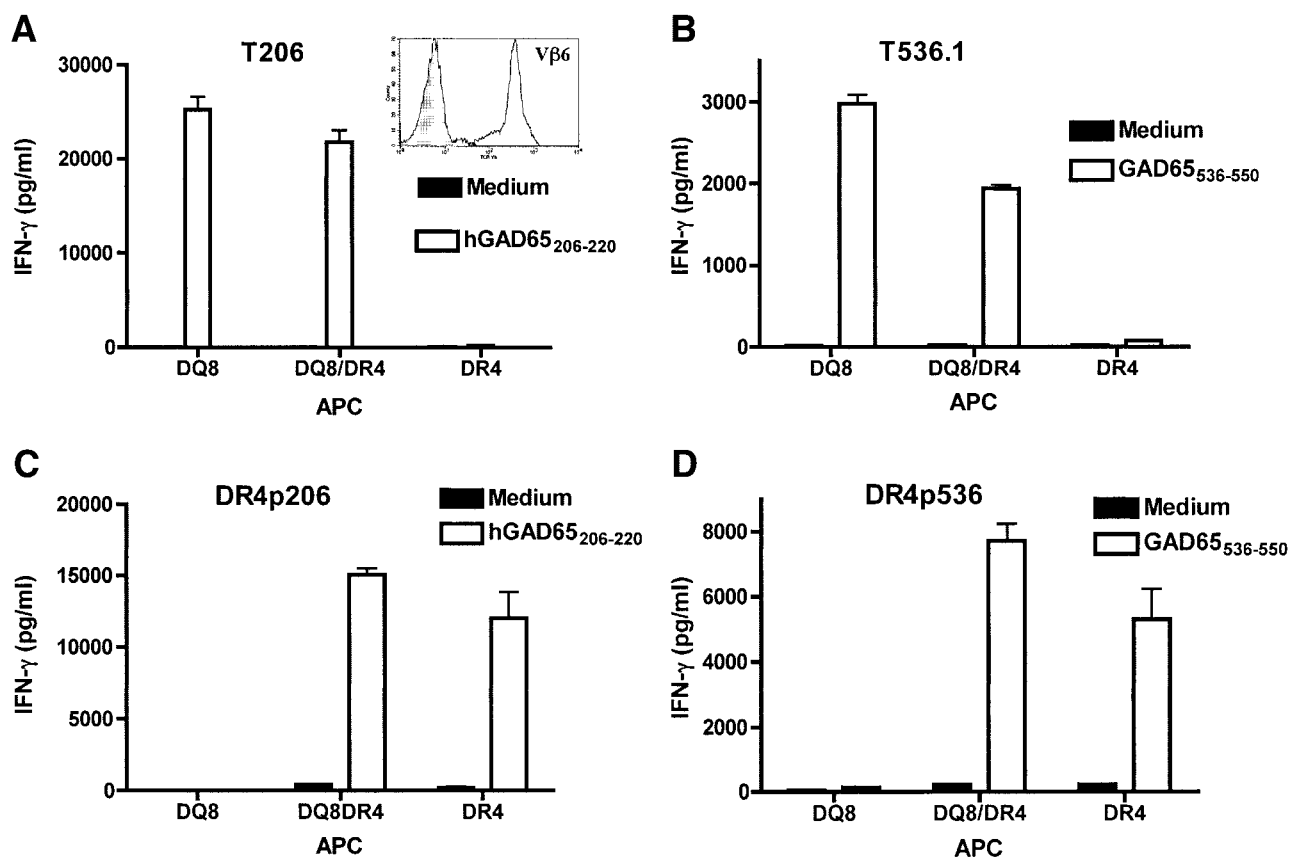 A
T206
Vβ6
30000
20000
10000
0
IFN-γ (pg/ml)
Medium
hGAD65206-220
DQ8
DQ8/DR4
DR4
APC
B
T536.1
3000
2000
1000
0
IFN-γ (pg/ml)
Medium
GAD65536-550
DQ8
DQ8/DR4
DR4
APC
C
DR4p206
20000
15000
10000
5000
0
IFN-γ (pg/ml)
Medium
hGAD65206-220
DQ8
DQ8DR4
DR4
APC
D
DR4p536
8000
6000
4000
2000
0
IFN-γ (pg/ml)
Medium
GAD65536-550
DQ8
DQ8/DR4
DR4
APC